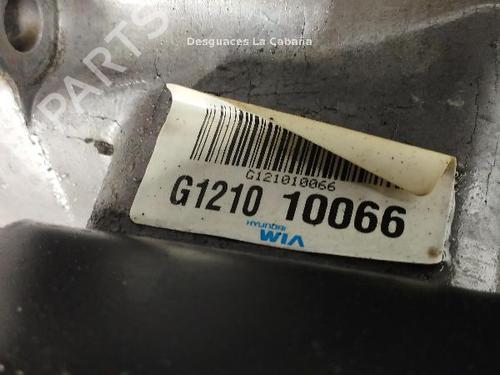 Desguaces La Cabaña
PARTS
G121010066
G1210 10066
HYUNDAI
WIA